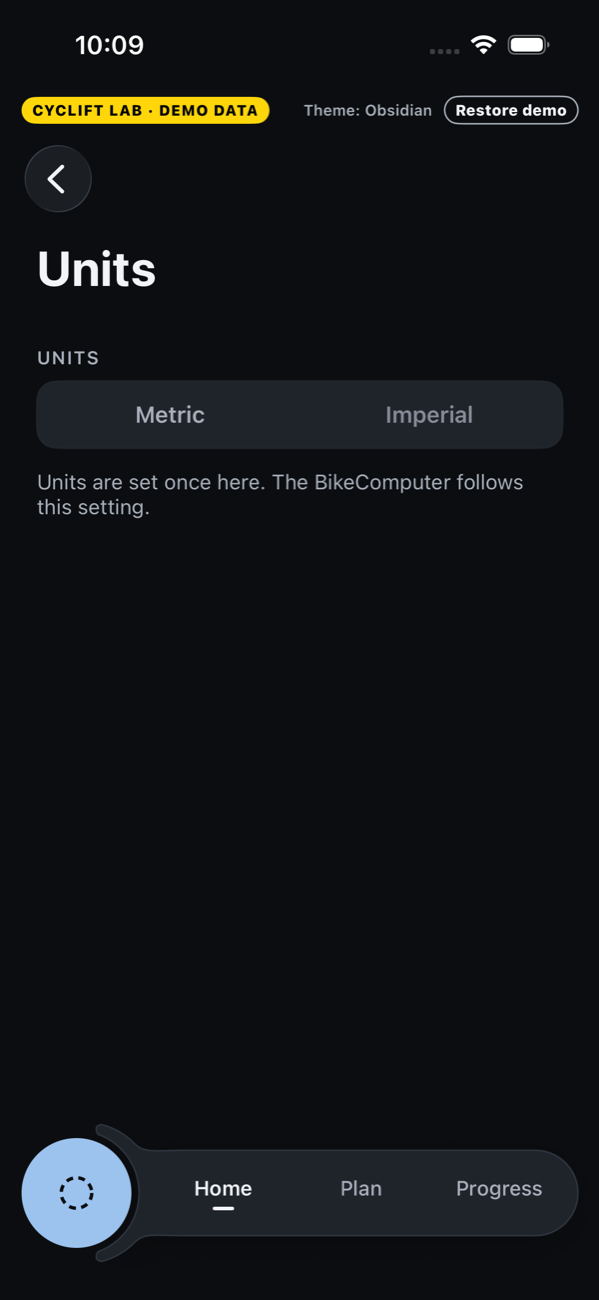 10:09
CYCLIFT LAB · DEMO DATA
Theme: Obsidian
Restore demo
Units
UNITS
Metric
Imperial
Units are set once here. The BikeComputer follows
this setting.
Home
Plan
Progress